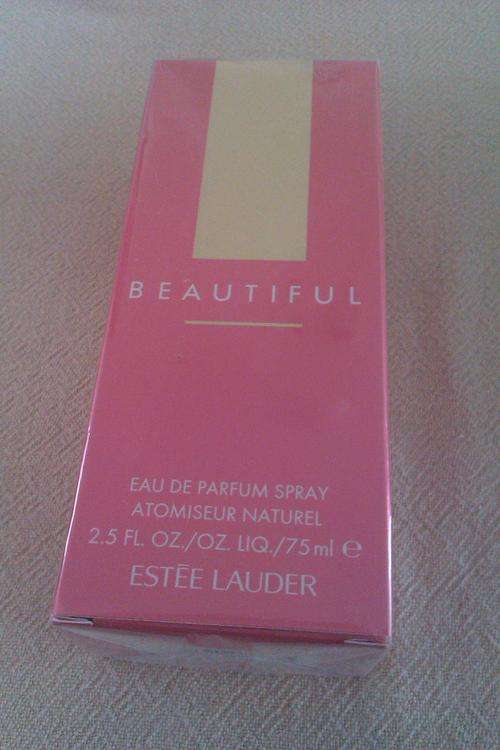 BEAUTIFUL
EAU DE PARFUM SPRAY
ATOMISEUR NATUREL
2.5 FL. OZ./OZ. LIQ./75 ml ℮
ESTĒE LAUDER